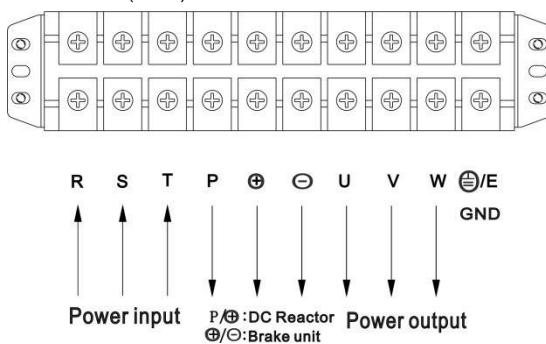 R S T P ⊕ ⊖ U V W ⏚/E
GND
Power input
P/⊕:DC Reactor
⊕/⊖:Brake unit
Power output